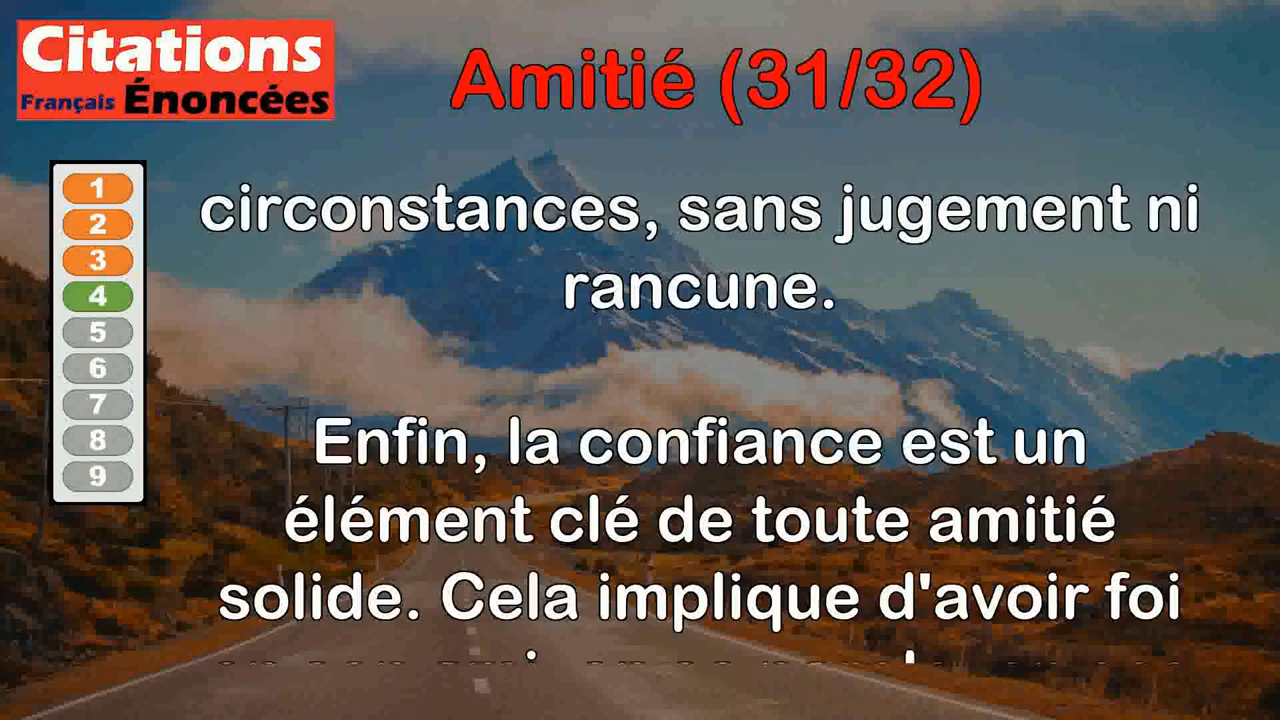 Citations
Français Énoncées
Amitié (31/32)
1
2
3
4
5
6
7
8
9
circonstances, sans jugement ni
rancune.
Enfin, la confiance est un
élément clé de toute amitié
solide. Cela implique d'avoir foi